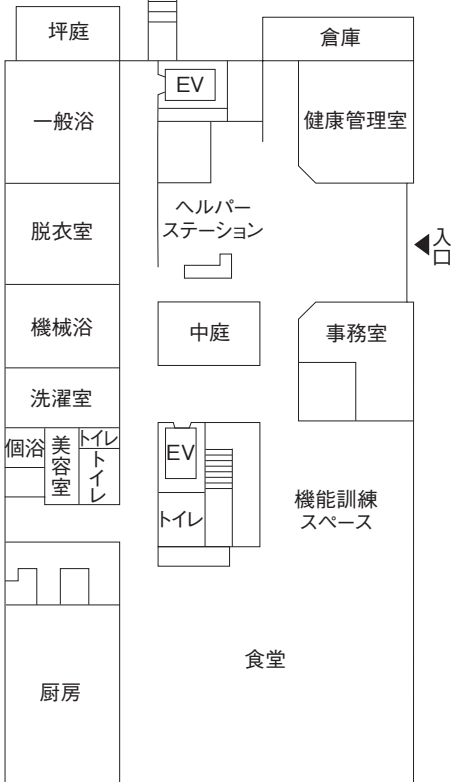 坪庭
倉庫
EV
一般浴
健康管理室
脱衣室
ヘルパー
ステーション
入口
機械浴
中庭
事務室
洗濯室
個浴
美容室
トイレ
トイレ
EV
トイレ
機能訓練
スペース
食堂
厨房